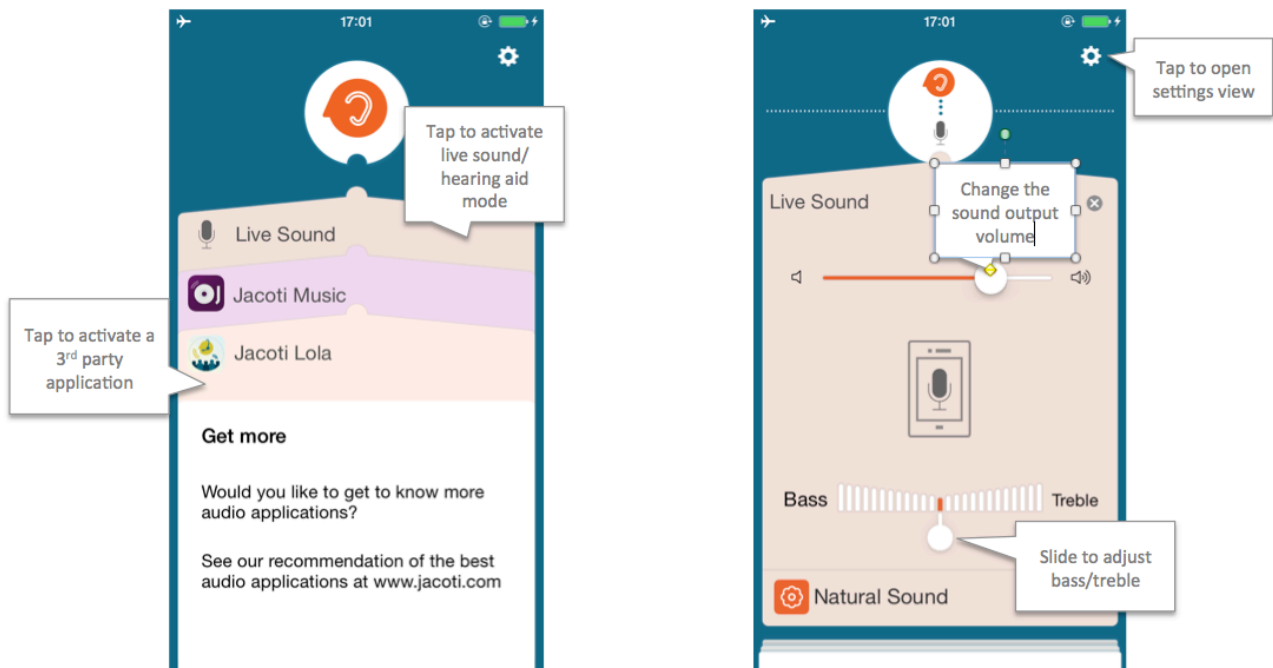 17:01
Tap to activate
live sound/
hearing aid
mode
Live Sound
Jacoti Music
Jacoti Lola
Tap to activate a
3rd party
application
Get more
Would you like to get to know more
audio applications?
See our recommendation of the best
audio applications at www.jacoti.com
17:01
Tap to open
settings view
Live Sound
Change the
sound output
volume
Bass
Treble
Slide to adjust
bass/treble
Natural Sound